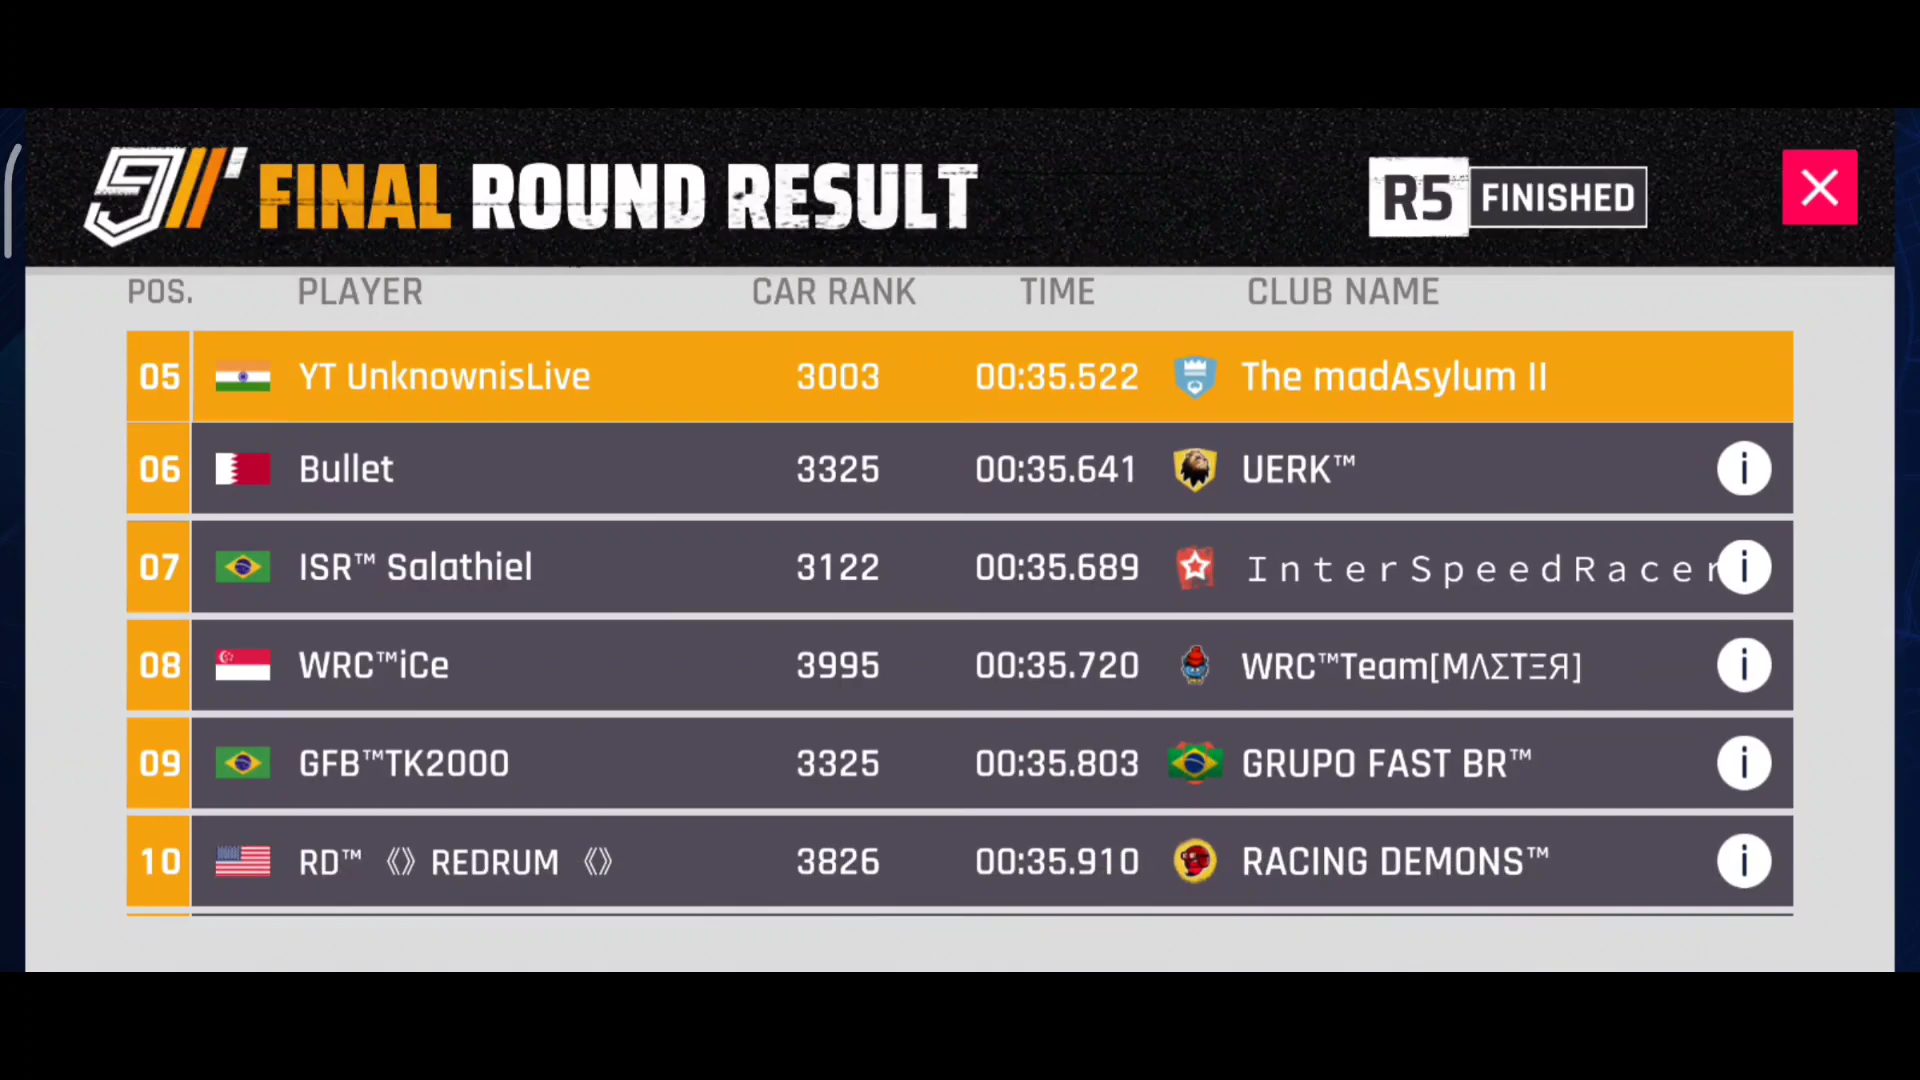 9 FINAL ROUND RESULT R5 FINISHED
POS. PLAYER CAR RANK TIME CLUB NAME
05 YT UnknownisLive 3003 00:35.522 The madAsylum II
06 Bullet 3325 00:35.641 UERK™
07 ISR™ Salathiel 3122 00:35.689 InterSpeedRacer
08 WRC™iCe 3995 00:35.720 WRC™Team[MΛΣTΞЯ]
09 GFB™TK2000 3325 00:35.803 GRUPO FAST BR™
10 RD™ 《》 REDRUM 《》 3826 00:35.910 RACING DEMONS™